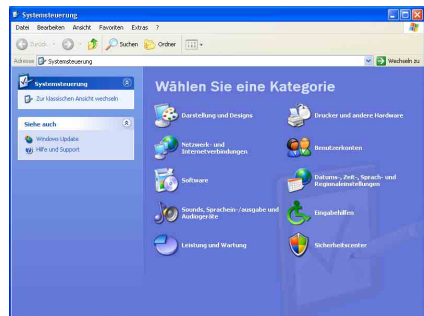 Systemsteuerung
Datei Bearbeiten Ansicht Favoriten Extras ?
Zurück Suchen Ordner
Adresse Systemsteuerung Wechseln zu
Systemsteuerung
Zur klassischen Ansicht wechseln
Siehe auch
Windows Update
Hilfe und Support
Wählen Sie eine Kategorie
Darstellung und Designs
Drucker und andere Hardware
Netzwerk- und
Internetverbindungen
Benutzerkonten
Software
Datums-, Zeit-, Sprach- und
Regionaleinstellungen
Sounds, Sprachein-/ausgabe und
Audiogeräte
Eingabehilfen
Leistung und Wartung
Sicherheitscenter